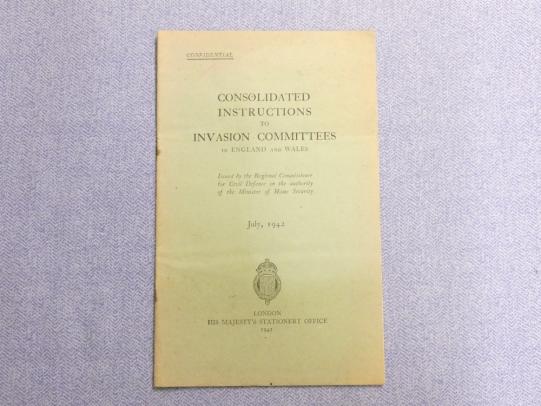 CONFIDENTIAL
CONSOLIDATED
INSTRUCTIONS
TO
INVASION COMMITTEES
IN ENGLAND AND WALES
Issued by the Regional Commissioner
for Civil Defence on the authority
of the Minister of Home Security
July, 1942
LONDON
HIS MAJESTY'S STATIONERY OFFICE
1942